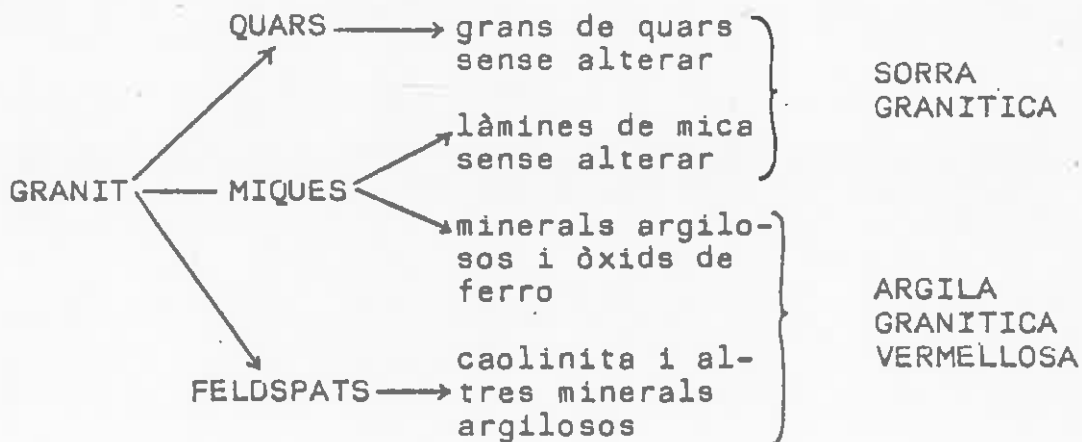 QUARS
grans de quars
sense alterar
SORRA
GRANITICA
làmines de mica
sense alterar
GRANIT
MIQUES
minerals argilo-
sos i òxids de
ferro
ARGILA
GRANITICA
VERMELLOSA
FELDSPATS
caolinita i al-
tres minerals
argilosos